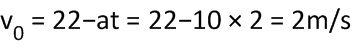 v₀ = 22−at = 22−10 × 2 = 2m/s